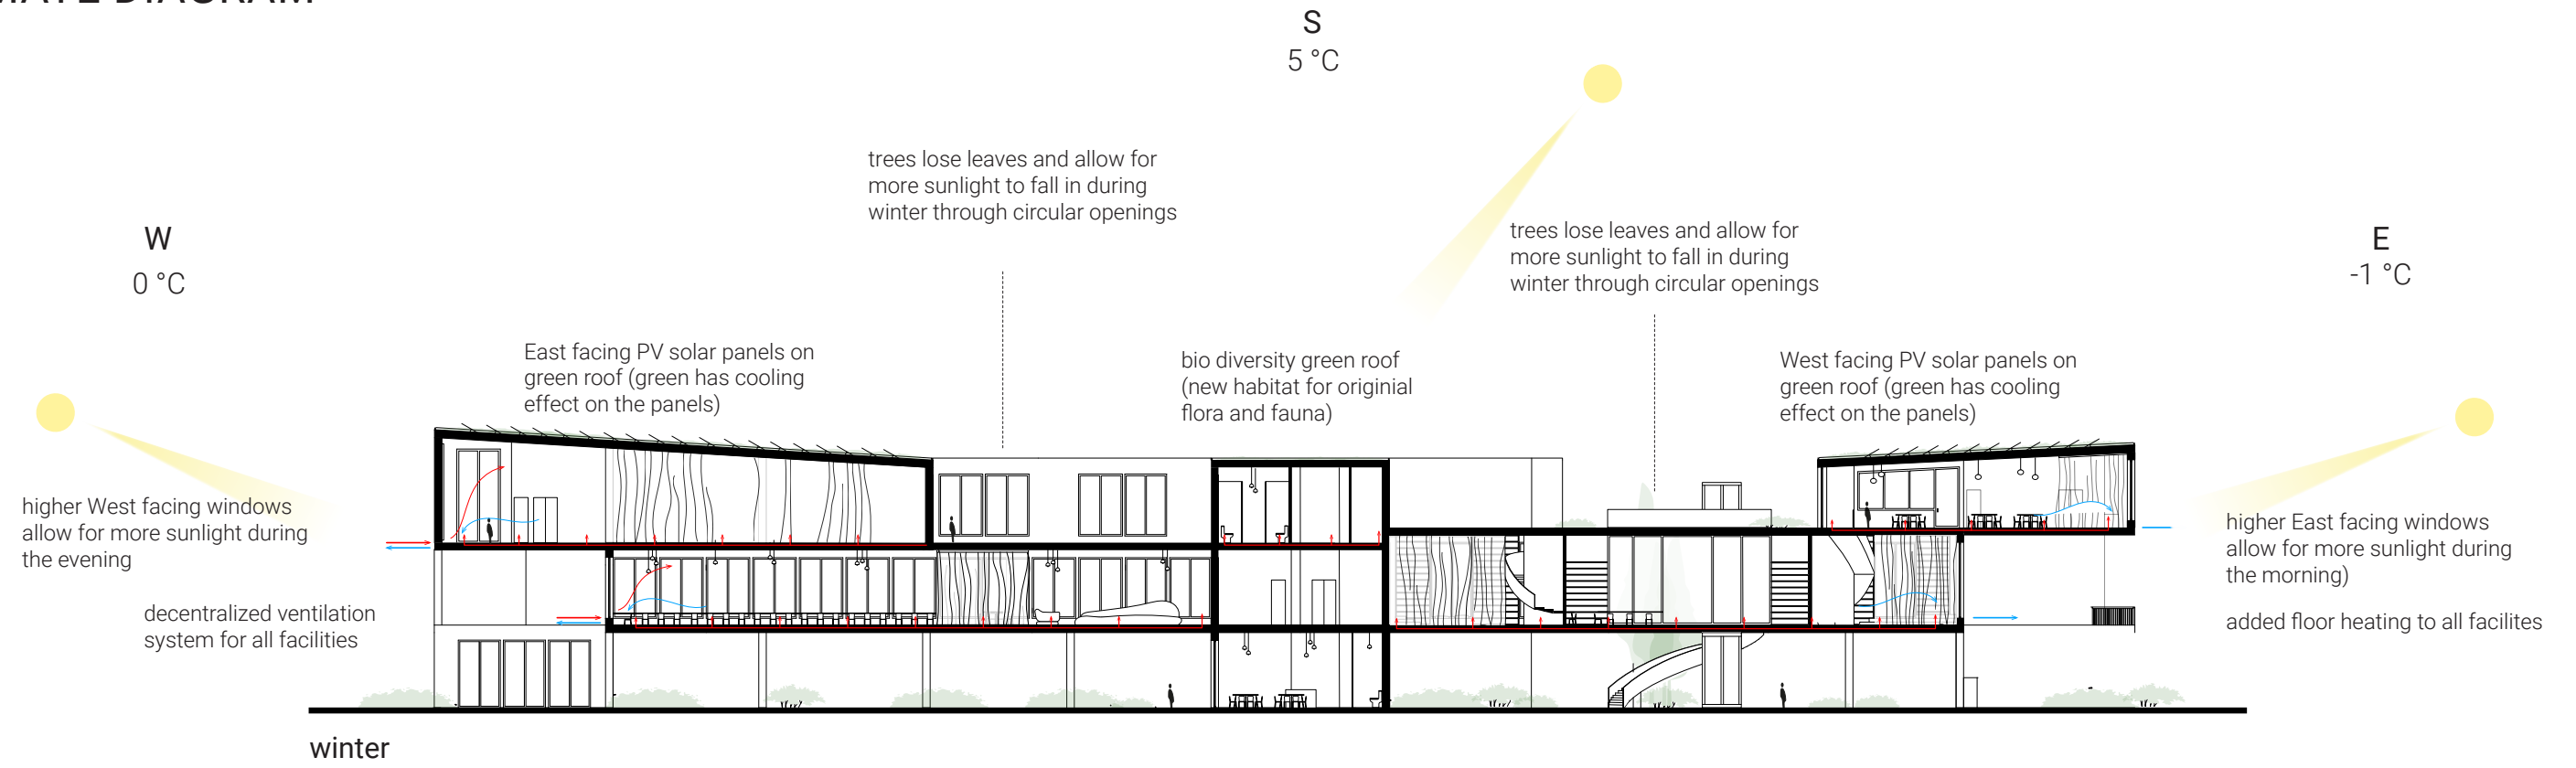 S
5 °C
trees lose leaves and allow for
more sunlight to fall in during
winter through circular openings
trees lose leaves and allow for
more sunlight to fall in during
winter through circular openings
W
0 °C
E
-1 °C
East facing PV solar panels on
green roof (green has cooling
effect on the panels)
bio diversity green roof
(new habitat for originial
flora and fauna)
West facing PV solar panels on
green roof (green has cooling
effect on the panels)
higher West facing windows
allow for more sunlight during
the evening
decentralized ventilation
system for all facilities
higher East facing windows
allow for more sunlight during
the morning)
added floor heating to all facilites
winter